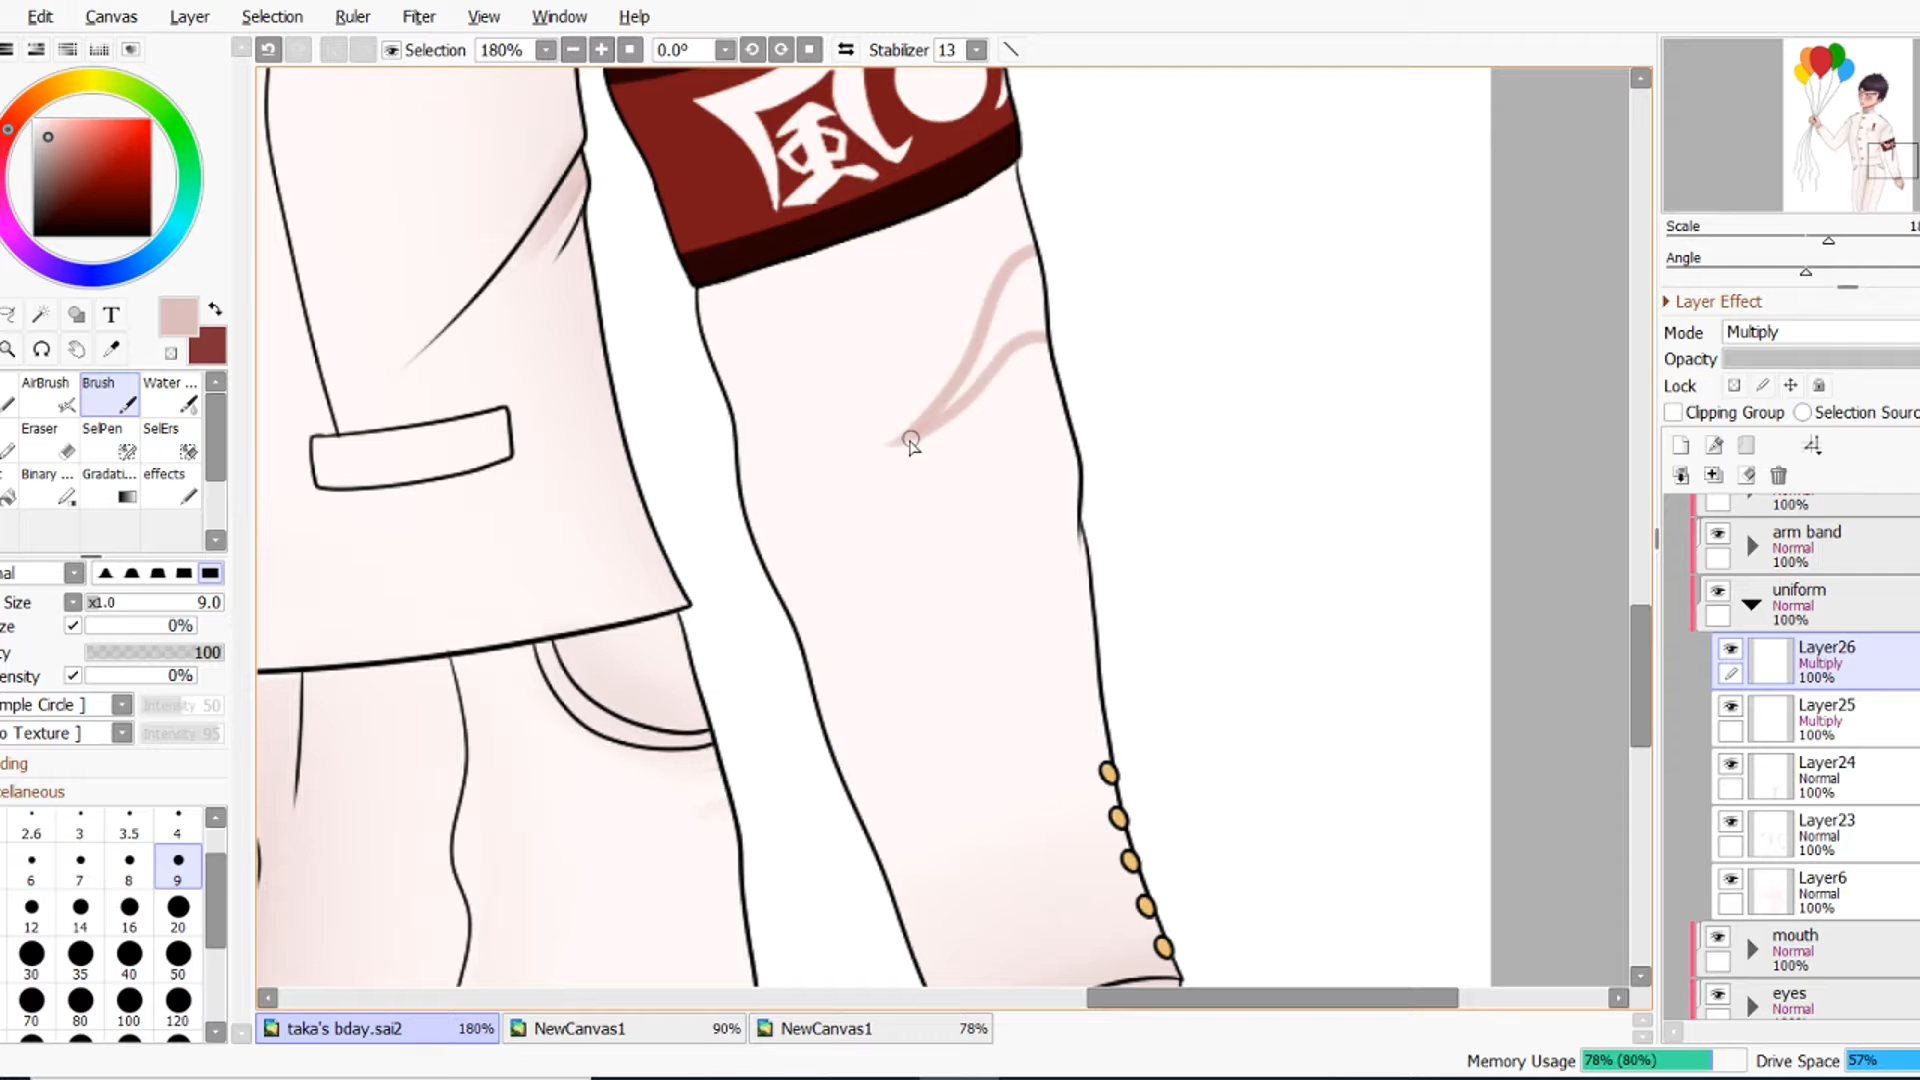 Edit Canvas Layer Selection Ruler Filter View Window Help
Selection 180% 0.0° Stabilizer 13
風
Scale 18
Angle
Layer Effect
Mode Multiply
Opacity
Lock
Clipping Group Selection Sourc
T
AirBrush Brush Water ...
Eraser SelPen SelErs
Binary ... Gradati... effects
al
Size x1.0 9.0
ze 0%
ty 100
ensity 0%
mple Circle ] Intensity 50
o Texture ] Intensity 95
ding
cellaneous
2.6 3 3.5 4
6 7 8 9
12 14 16 20
30 35 40 50
70 80 100 120
Normal
100%
arm band
Normal
100%
uniform
Normal
100%
Layer26
Multiply
100%
Layer25
Multiply
100%
Layer24
Normal
100%
Layer23
Normal
100%
Layer6
Normal
100%
mouth
Normal
100%
eyes
Normal
taka's bday.sai2 180% NewCanvas1 90% NewCanvas1 78%
Memory Usage 78% (80%) Drive Space 57%